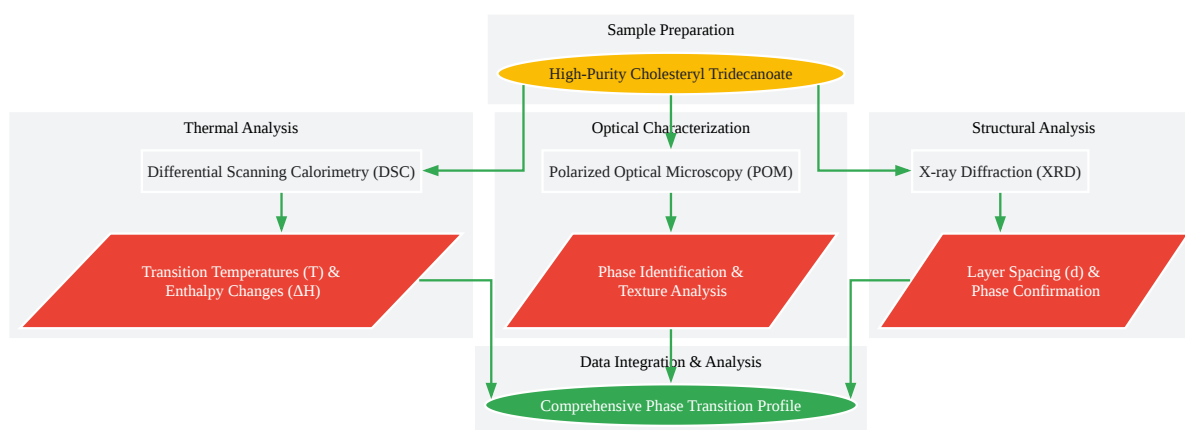 Sample Preparation
High-Purity Cholesteryl Tridecanoate
Thermal Analysis
Differential Scanning Calorimetry (DSC)
Transition Temperatures (T) &
Enthalpy Changes (ΔH)
Optical Characterization
Polarized Optical Microscopy (POM)
Phase Identification &
Texture Analysis
Structural Analysis
X-ray Diffraction (XRD)
Layer Spacing (d) &
Phase Confirmation
Data Integration & Analysis
Comprehensive Phase Transition Profile